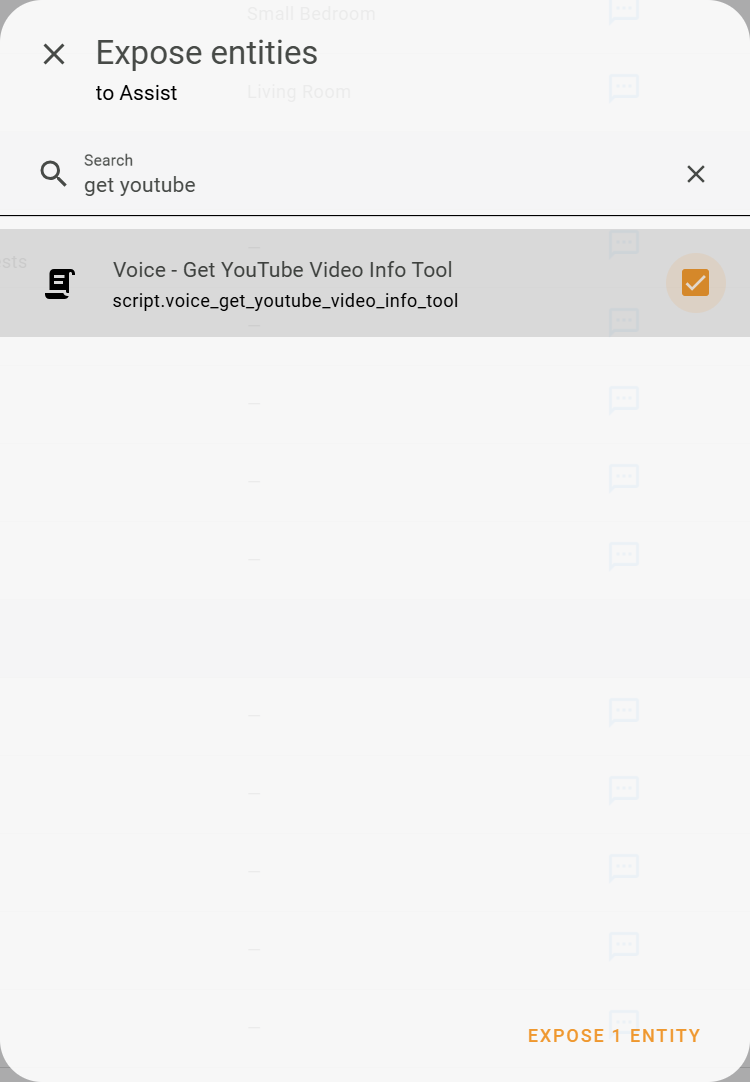 Small Bedroom
Expose entities
to Assist
Living Room
Search
get youtube
sts
Voice - Get YouTube Video Info Tool
script.voice_get_youtube_video_info_tool
EXPOSE 1 ENTITY